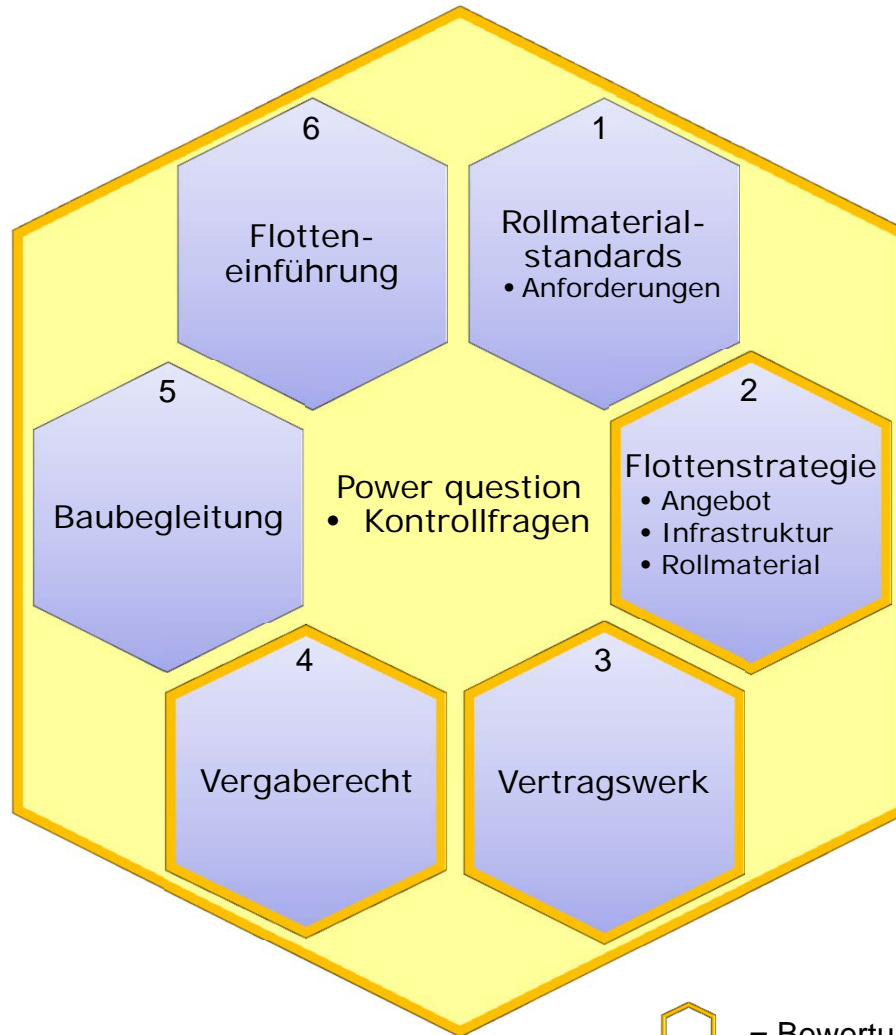 6
Flotten-
einführung
1
Rollmaterial-
standards
• Anforderungen
5
Baubegleitung
Power question
• Kontrollfragen
2
Flottenstrategie
• Angebot
• Infrastruktur
• Rollmaterial
4
Vergaberecht
3
Vertragswerk
=